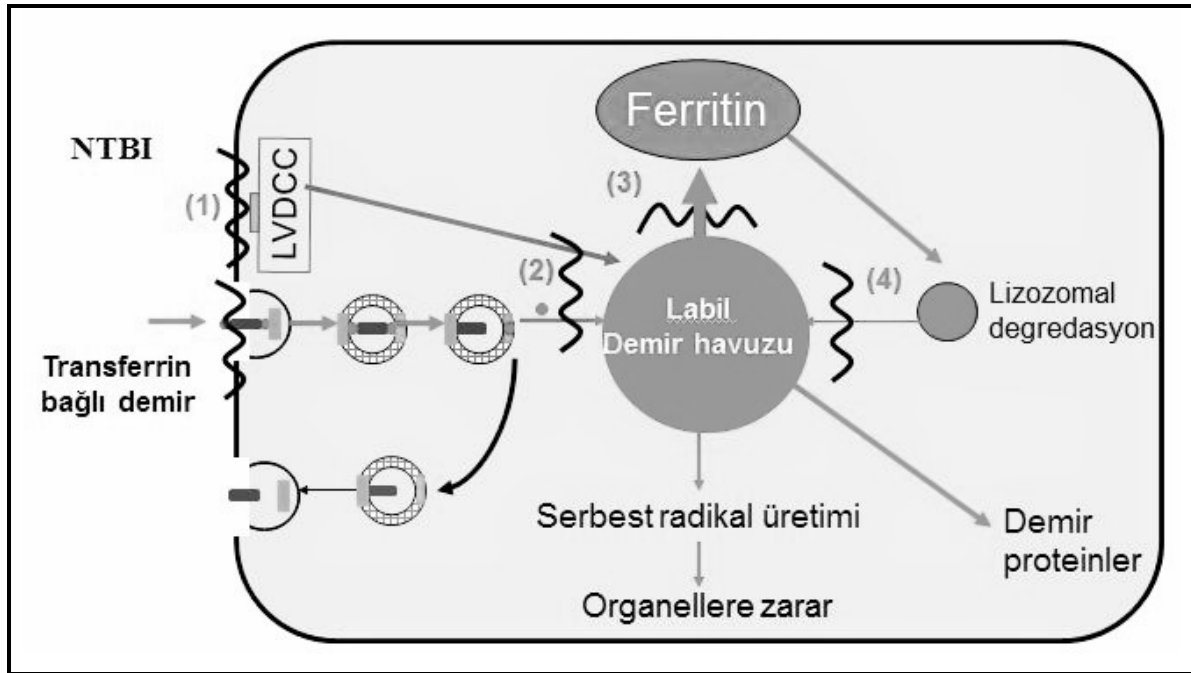 NTBI
(1)
LVDCC
Ferritin
(3)
(2)
(4)
Labil
Demir havuzu
Lizozomal
degredasyon
Transferrin
bağlı demir
Serbest radikal üretimi
Organellere zarar
Demir
proteinler